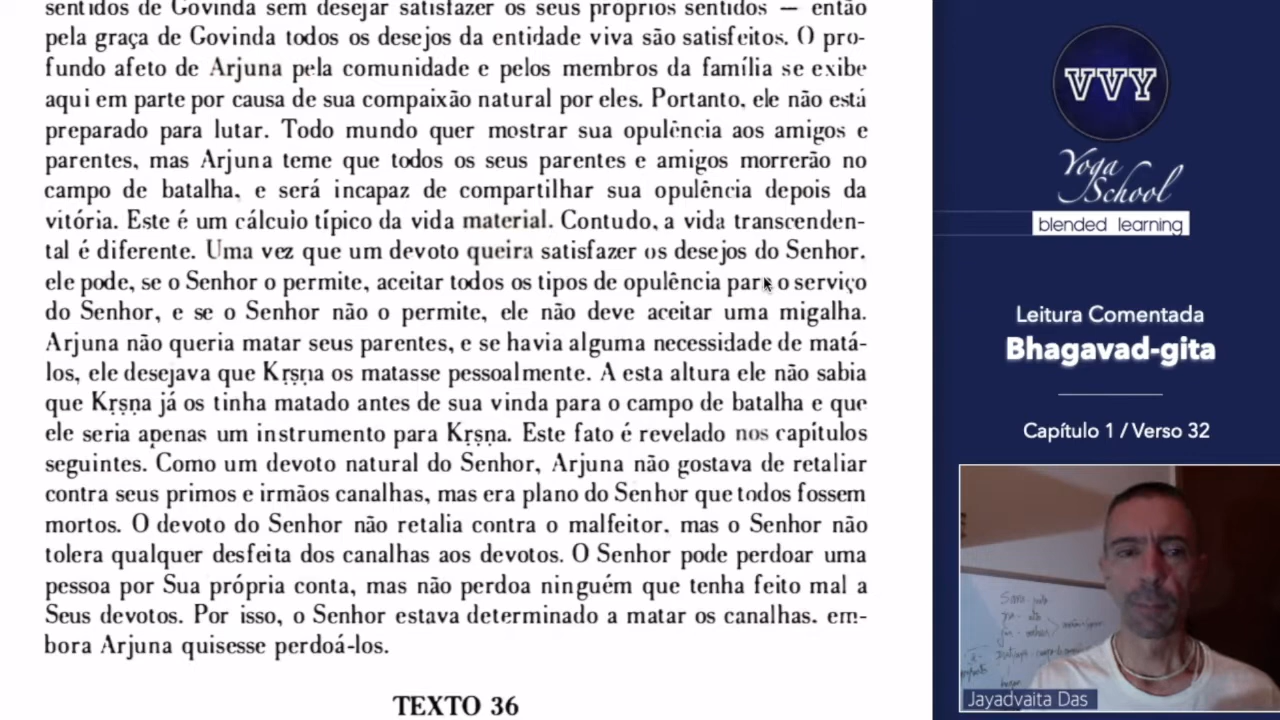 sentidos de Govinda sem desejar satisfazer os seus próprios sentidos — então
pela graça de Govinda todos os desejos da entidade viva são satisfeitos. O pro-
fundo afeto de Arjuna pela comunidade e pelos membros da família se exibe
aqui em parte por causa de sua compaixão natural por eles. Portanto, ele não está
preparado para lutar. Todo mundo quer mostrar sua opulência aos amigos e
parentes, mas Arjuna teme que todos os seus parentes e amigos morrerão no
campo de batalha, e será incapaz de compartilhar sua opulência depois da
vitória. Este é um cálculo típico da vida material. Contudo, a vida transcenden-
tal é diferente. Uma vez que um devoto queira satisfazer os desejos do Senhor,
ele pode, se o Senhor o permite, aceitar todos os tipos de opulência para o serviço
do Senhor, e se o Senhor não o permite, ele não deve aceitar uma migalha.
Arjuna não queria matar seus parentes, e se havia alguma necessidade de matá-
los, ele desejava que Kṛṣṇa os matasse pessoalmente. A esta altura ele não sabia
que Kṛṣṇa já os tinha matado antes de sua vinda para o campo de batalha e que
ele seria apenas um instrumento para Kṛṣṇa. Este fato é revelado nos capítulos
seguintes. Como um devoto natural do Senhor, Arjuna não gostava de retaliar
contra seus primos e irmãos canalhas, mas era plano do Senhor que todos fossem
mortos. O devoto do Senhor não retalia contra o malfeitor, mas o Senhor não
tolera qualquer desfeita dos canalhas aos devotos. O Senhor pode perdoar uma
pessoa por Sua própria conta, mas não perdoa ninguém que tenha feito mal a
Seus devotos. Por isso, o Senhor estava determinado a matar os canalhas, em-
bora Arjuna quisesse perdoá-los.
TEXTO 36
VVY
Yoga
School
blended learning
Leitura Comentada
Bhagavad-gita
Capítulo 1 / Verso 32
Jayadvaita Das